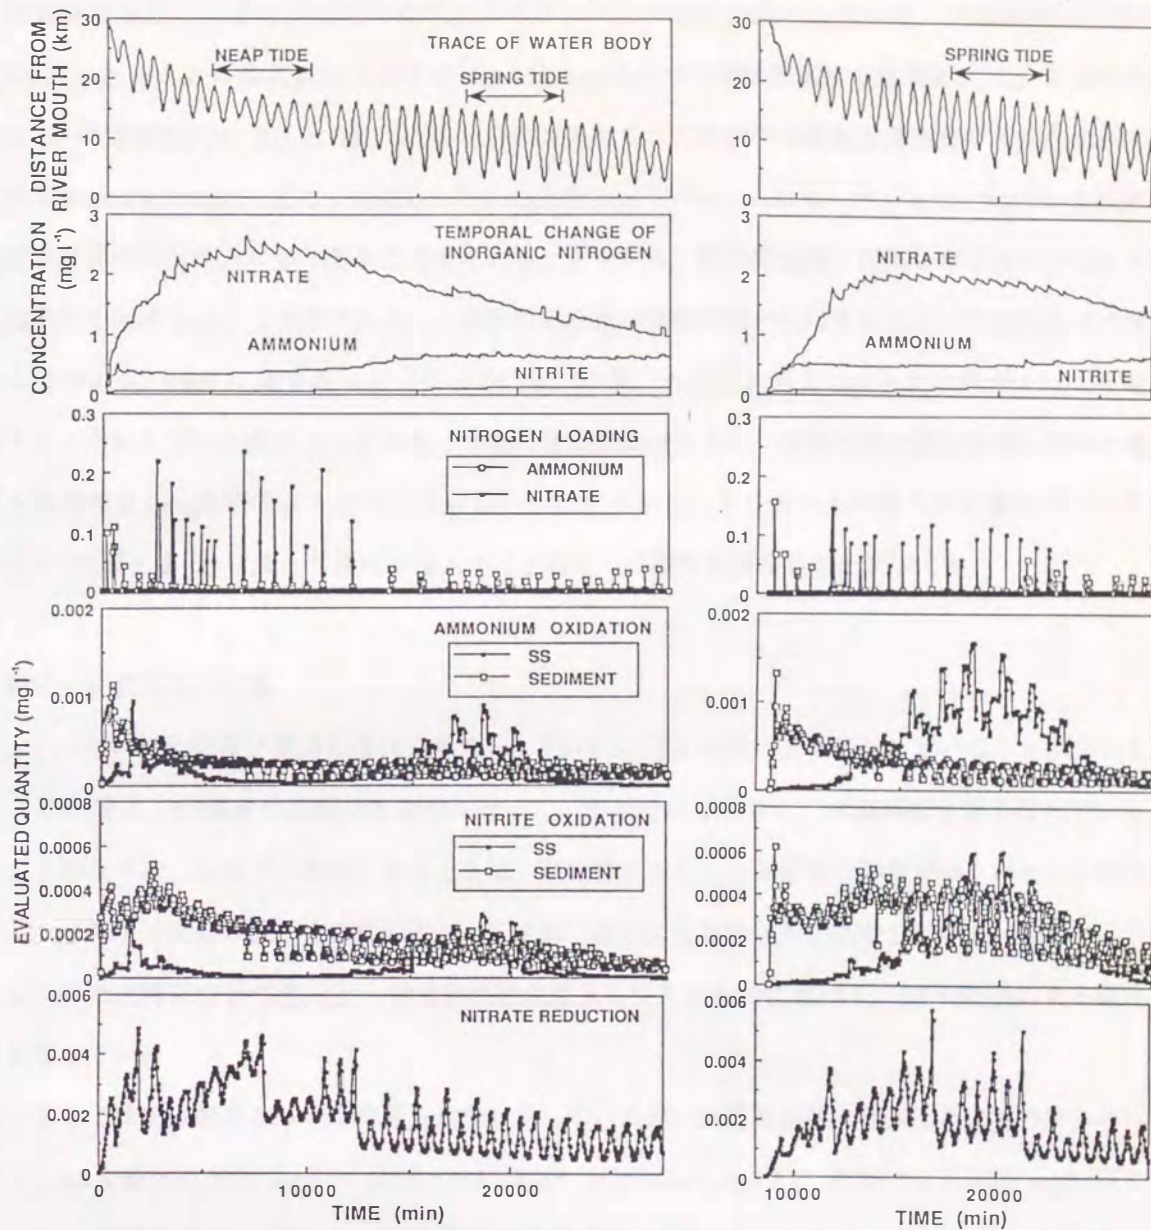 DISTANCE FROM
RIVER MOUTH (km)
30
20
10
0
NEAP TIDE
TRACE OF WATER BODY
SPRING TIDE
30
20
10
0
SPRING TIDE
CONCENTRATION
(mg l⁻¹)
3
2
1
0
TEMPORAL CHANGE OF
INORGANIC NITROGEN
NITRATE
AMMONIUM
NITRITE
3
2
1
0
NITRATE
AMMONIUM
NITRITE
EVALUATED QUANTITY (mg l⁻¹)
0.3
0.2
0.1
0
NITROGEN LOADING
AMMONIUM
NITRATE
0.3
0.2
0.1
0
0.002
0.001
0
AMMONIUM OXIDATION
SS
SEDIMENT
0.002
0.001
0
0.0008
0.0006
0.0004
0.0002
0
NITRITE OXIDATION
SS
SEDIMENT
0.0008
0.0006
0.0004
0.0002
0
0.006
0.004
0.002
0
NITRATE REDUCTION
0.006
0.004
0.002
0
0
10000
20000
TIME (min)
10000
20000
TIME (min)